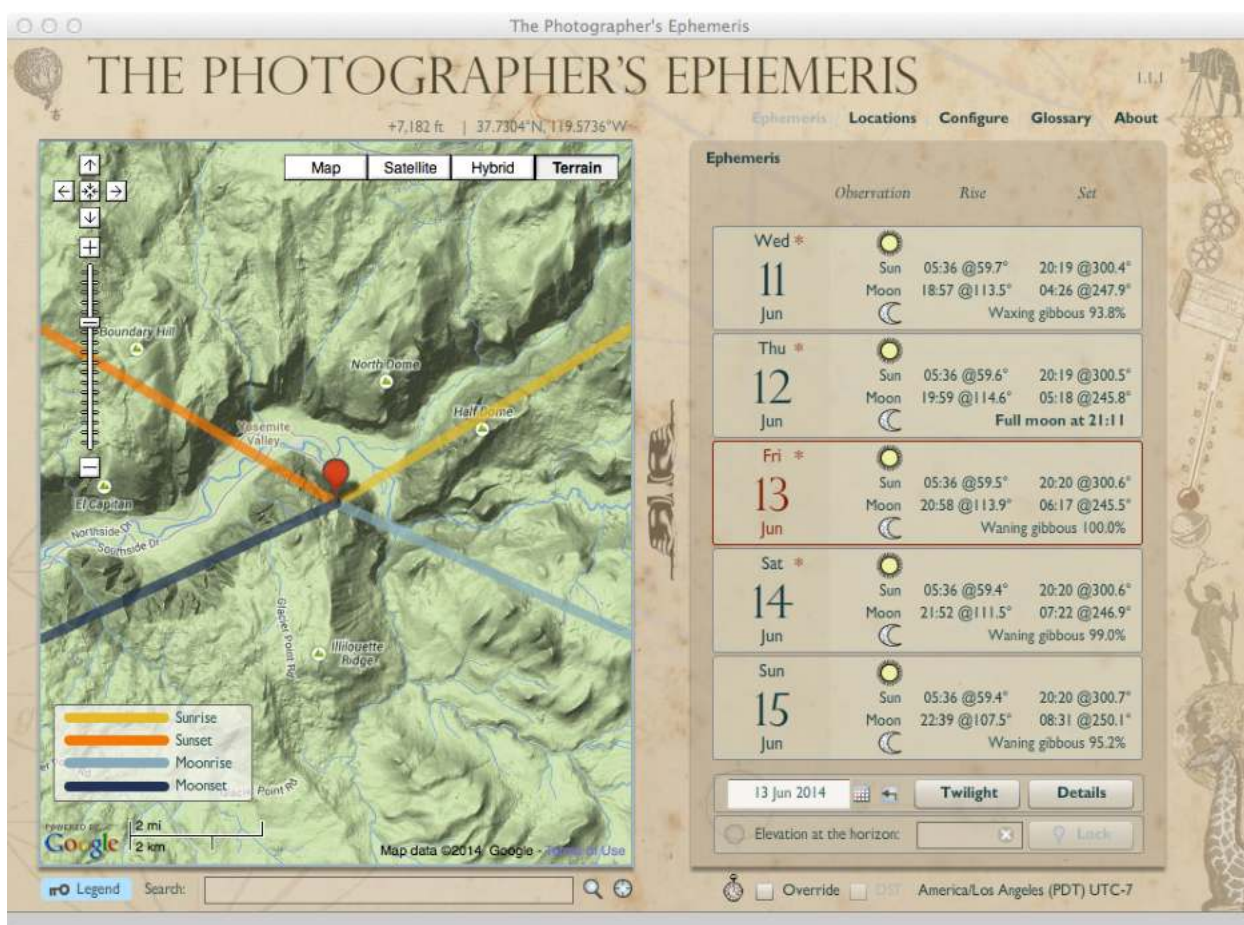 The Photographer's Ephemeris
THE PHOTOGRAPHER'S EPHEMERIS
1.1.1
+7,182 ft | 37.7304°N, 119.5736°W
Ephemeris Locations Configure Glossary About
Map Satellite Hybrid Terrain
Boundary Hill
North Dome
Half Dome
Yosemite
Valley
El Capitan
Northside Dr
Southside Dr
Glacier Point Rd
Illilouette
Ridge
Sunrise
Sunset
Moonrise
Moonset
Glacier Point Rd
POWERED BY
Google
2 mi
2 km
Map data ©2014 Google - Terms of Use
Legend Search:
Ephemeris
Observation Rise Set
Wed *
11
Jun
Sun 05:36 @59.7° 20:19 @300.4°
Moon 18:57 @113.5° 04:26 @247.9°
Waxing gibbous 93.8%
Thu *
12
Jun
Sun 05:36 @59.6° 20:19 @300.5°
Moon 19:59 @114.6° 05:18 @245.8°
Full moon at 21:11
Fri *
13
Jun
Sun 05:36 @59.5° 20:20 @300.6°
Moon 20:58 @113.9° 06:17 @245.5°
Waning gibbous 100.0%
Sat *
14
Jun
Sun 05:36 @59.4° 20:20 @300.6°
Moon 21:52 @111.5° 07:22 @246.9°
Waning gibbous 99.0%
Sun
15
Jun
Sun 05:36 @59.4° 20:20 @300.7°
Moon 22:39 @107.5° 08:31 @250.1°
Waning gibbous 95.2%
13 Jun 2014 Twilight Details
Elevation at the horizon: Lock
Override DST America/Los Angeles (PDT) UTC-7